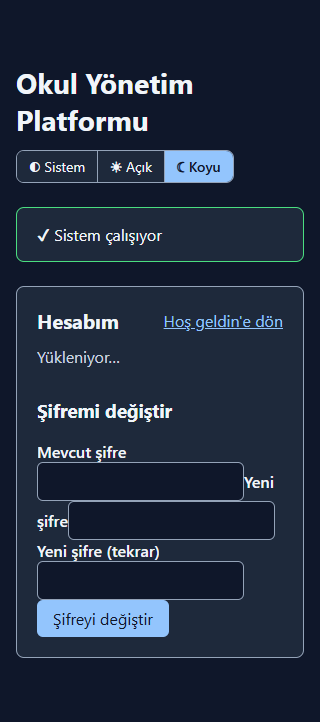 Okul Yönetim
Platformu
◐ Sistem ☀ Açık ☾ Koyu
✓ Sistem çalışıyor
Hesabım Hoş geldin'e dön
Yükleniyor...
Şifremi değiştir
Mevcut şifre
Yeni
şifre
Yeni şifre (tekrar)
Şifreyi değiştir